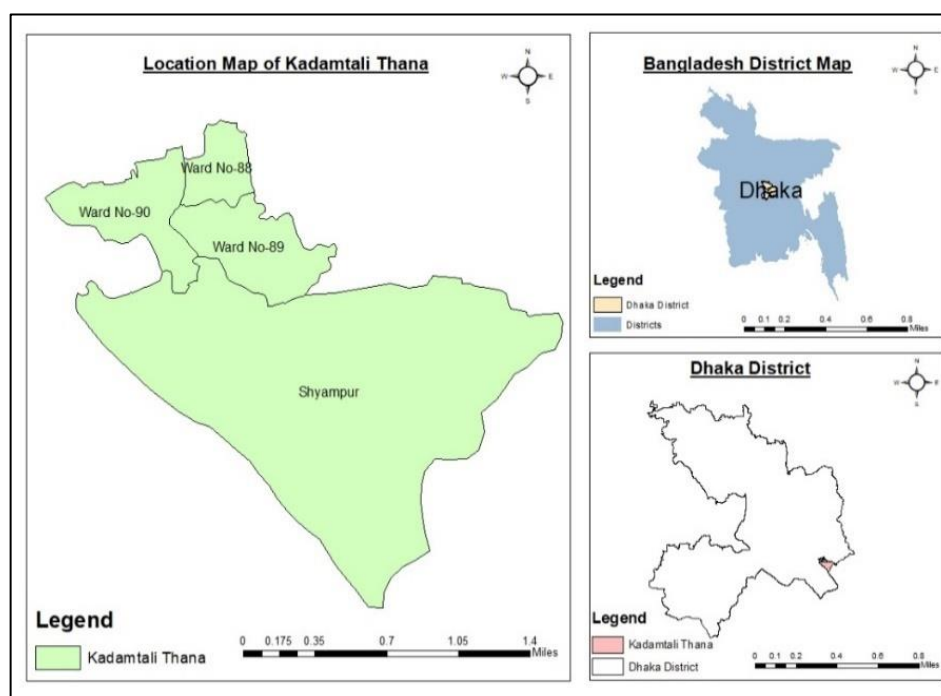 Location Map of Kadamtali Thana
N
W E
S
Ward No-88
Ward No-90
Ward No-89
Shyampur
Legend
Kadamtali Thana
0 0.175 0.35 0.7 1.05 1.4
Miles
Bangladesh District Map
N
W E
S
Dhaka
Legend
Dhaka District
Districts
0 0.1 0.2 0.4 0.6 0.8
Miles
Dhaka District
N
W E
S
Legend
Kadamtali Thana
Dhaka District
0 0.1 0.2 0.4 0.6 0.8
Miles